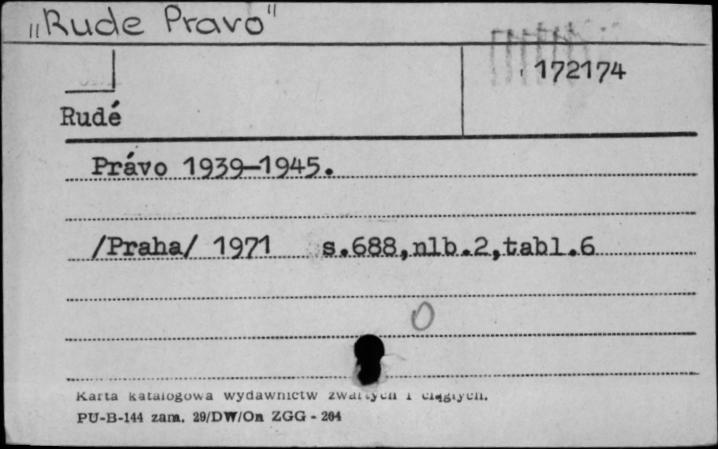 „Rude Pravo"
172174
Rudé
Právo 1939-1945.
/Praha/ 1971 s.688,nlb.2,tabl.6
0
Karta katalogowa wydawnictw zwartych i ciągłych.
PU-B-144 zam. 29/DW/On ZGG - 264